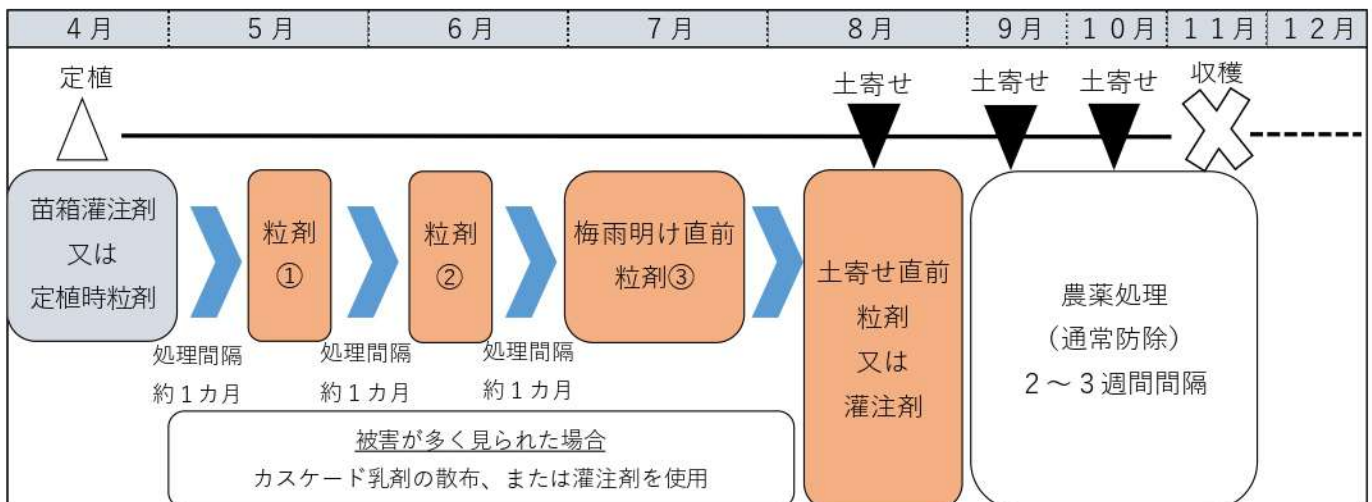 4月
5月
6月
7月
8月
9月
10月
11月
12月
定植
土寄せ
土寄せ
土寄せ
収穫
苗箱灌注剤
又は
定植時粒剤
粒剤
①
粒剤
②
梅雨明け直前
粒剤③
土寄せ直前
粒剤
又は
灌注剤
農薬処理
(通常防除)
2~3週間間隔
処理間隔
約1カ月
処理間隔
約1カ月
処理間隔
約1カ月
被害が多く見られた場合
カスケード乳剤の散布、または灌注剤を使用